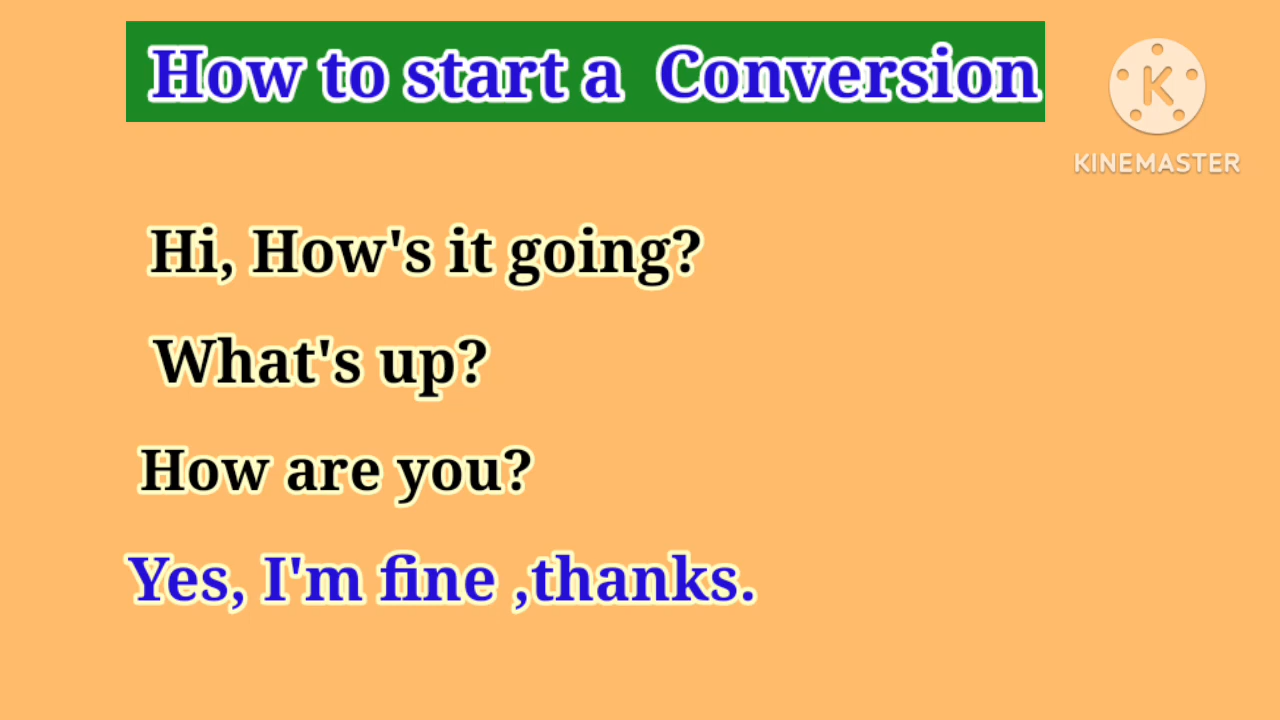 How to start a Conversion
K
KINEMASTER
Hi, How's it going?
What's up?
How are you?
Yes, I'm fine ,thanks.